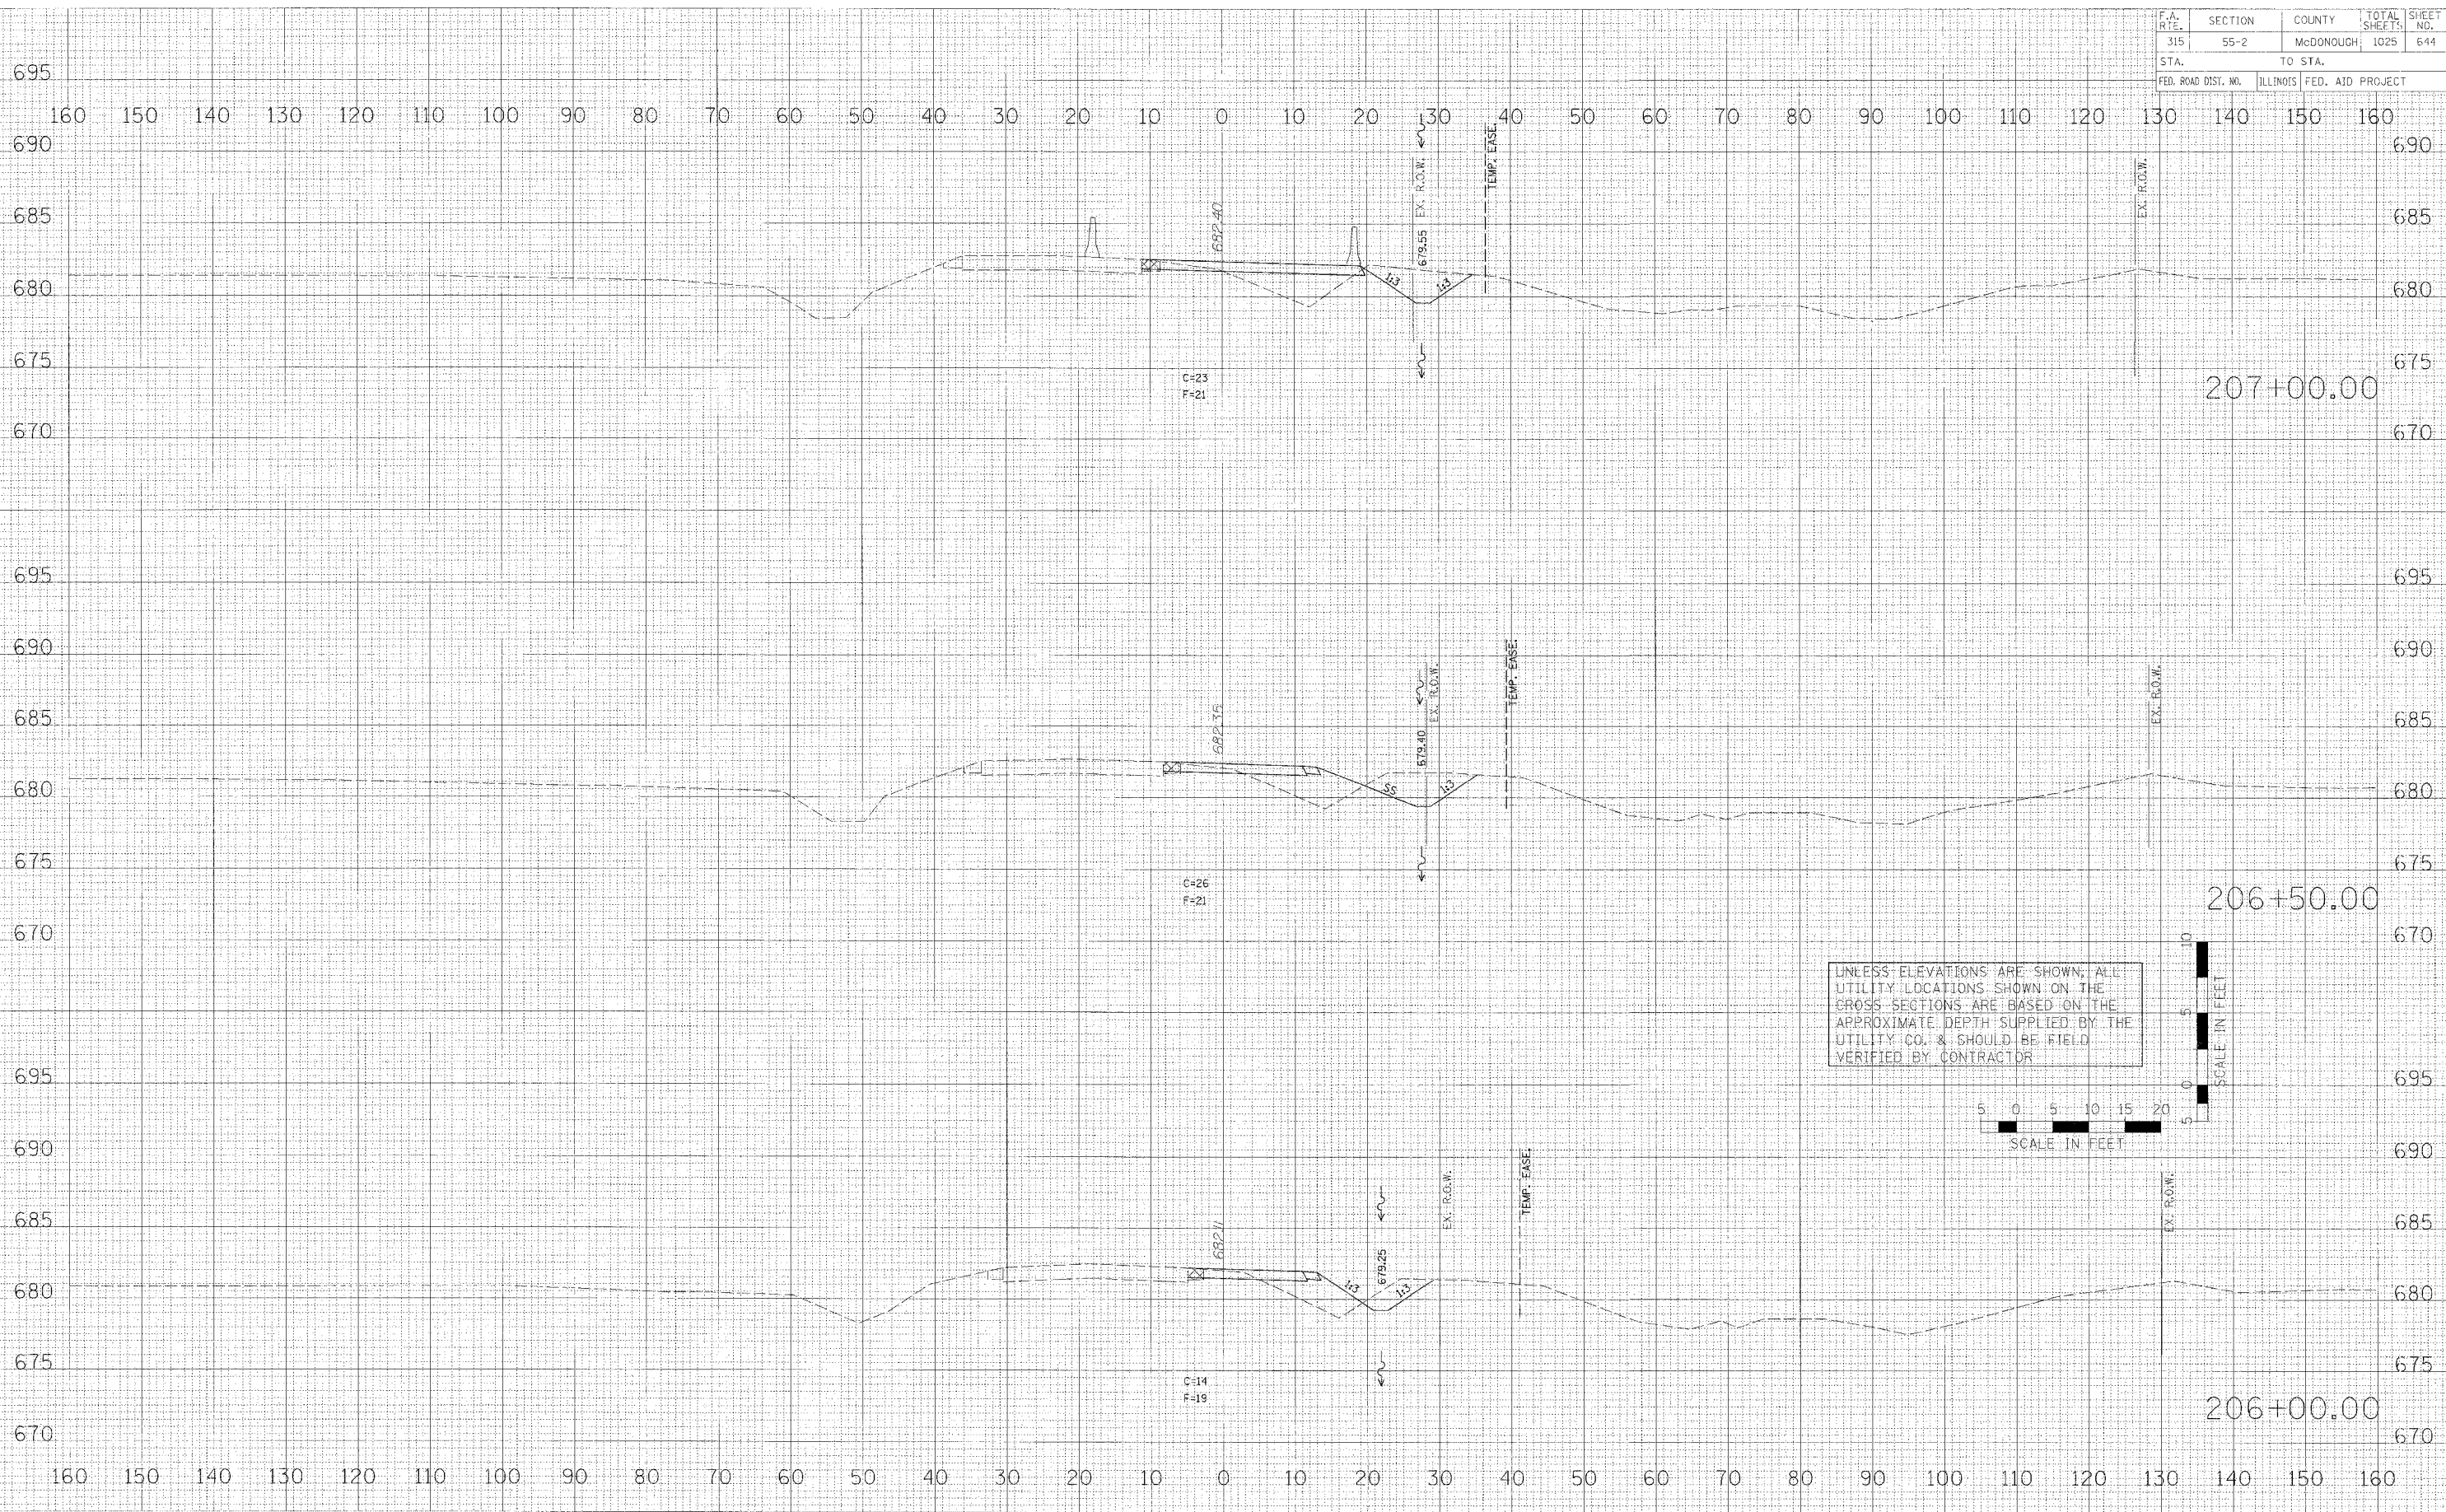 F.A. RTE. SECTION COUNTY TOTAL SHEETS SHEET NO.
315 55-2 McDONOUGH 1025 644
STA. TO STA.
FED. ROAD DIST. NO. ILLINOIS FED. AID PROJECT
695
160 150 140 130 120 110 100 90 80 70 60 50 40 30 20 10 0 10 20 30 40 50 60 70 80 90 100 110 120 130 140 150 160
690 690
685 685
680 680
675 675
670 670
682.40
679.55
EX. R.O.W.
TEMP. EASE.
EX. R.O.W.
1:3
1:3
C=23
F=21
207+00.00
695 695
690 690
685 685
680 680
675 675
670 670
682.35
679.40
EX. R.O.W.
TEMP. EASE.
EX. R.O.W.
SS
1:3
C=26
F=21
206+50.00
UNLESS ELEVATIONS ARE SHOWN, ALL
UTILITY LOCATIONS SHOWN ON THE
CROSS SECTIONS ARE BASED ON THE
APPROXIMATE DEPTH SUPPLIED BY THE
UTILITY CO. & SHOULD BE FIELD
VERIFIED BY CONTRACTOR
10
5
0
5
SCALE IN FEET
5 0 5 10 15 20
SCALE IN FEET
695 695
690 690
685 685
680 680
675 675
670 670
682.11
679.25
EX. R.O.W.
TEMP. EASE.
EX. R.O.W.
1:3
1:3
C=14
F=19
206+00.00
160 150 140 130 120 110 100 90 80 70 60 50 40 30 20 10 0 10 20 30 40 50 60 70 80 90 100 110 120 130 140 150 160